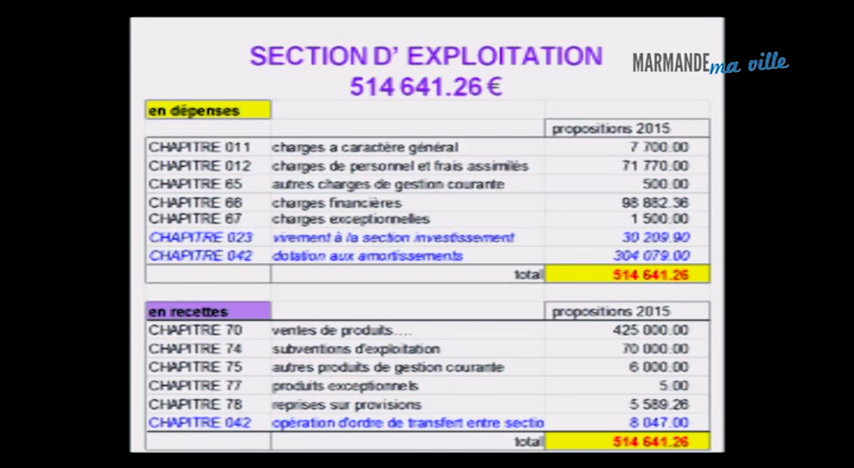 SECTION D' EXPLOITATION
514 641.26 €
MARMANDE ma ville
en dépenses
propositions 2015
CHAPITRE 011 charges a caractère général 7 700.00
CHAPITRE 012 charges de personnel et frais assimilés 71 770.00
CHAPITRE 65 autres charges de gestion courante 500.00
CHAPITRE 66 charges financières 98 882.36
CHAPITRE 67 charges exceptionnelles 1 500.00
CHAPITRE 023 virement à la section investissement 30 209.90
CHAPITRE 042 dotation aux amortissements 304 079.00
total 514 641.26
en recettes propositions 2015
CHAPITRE 70 ventes de produits.... 425 000.00
CHAPITRE 74 subventions d'exploitation 70 000.00
CHAPITRE 75 autres produits de gestion courante 6 000.00
CHAPITRE 77 produits exceptionnels 5.00
CHAPITRE 78 reprises sur provisions 5 589.26
CHAPITRE 042 opération d'ordre de transfert entre sectio 8 047.00
total 514 641.26